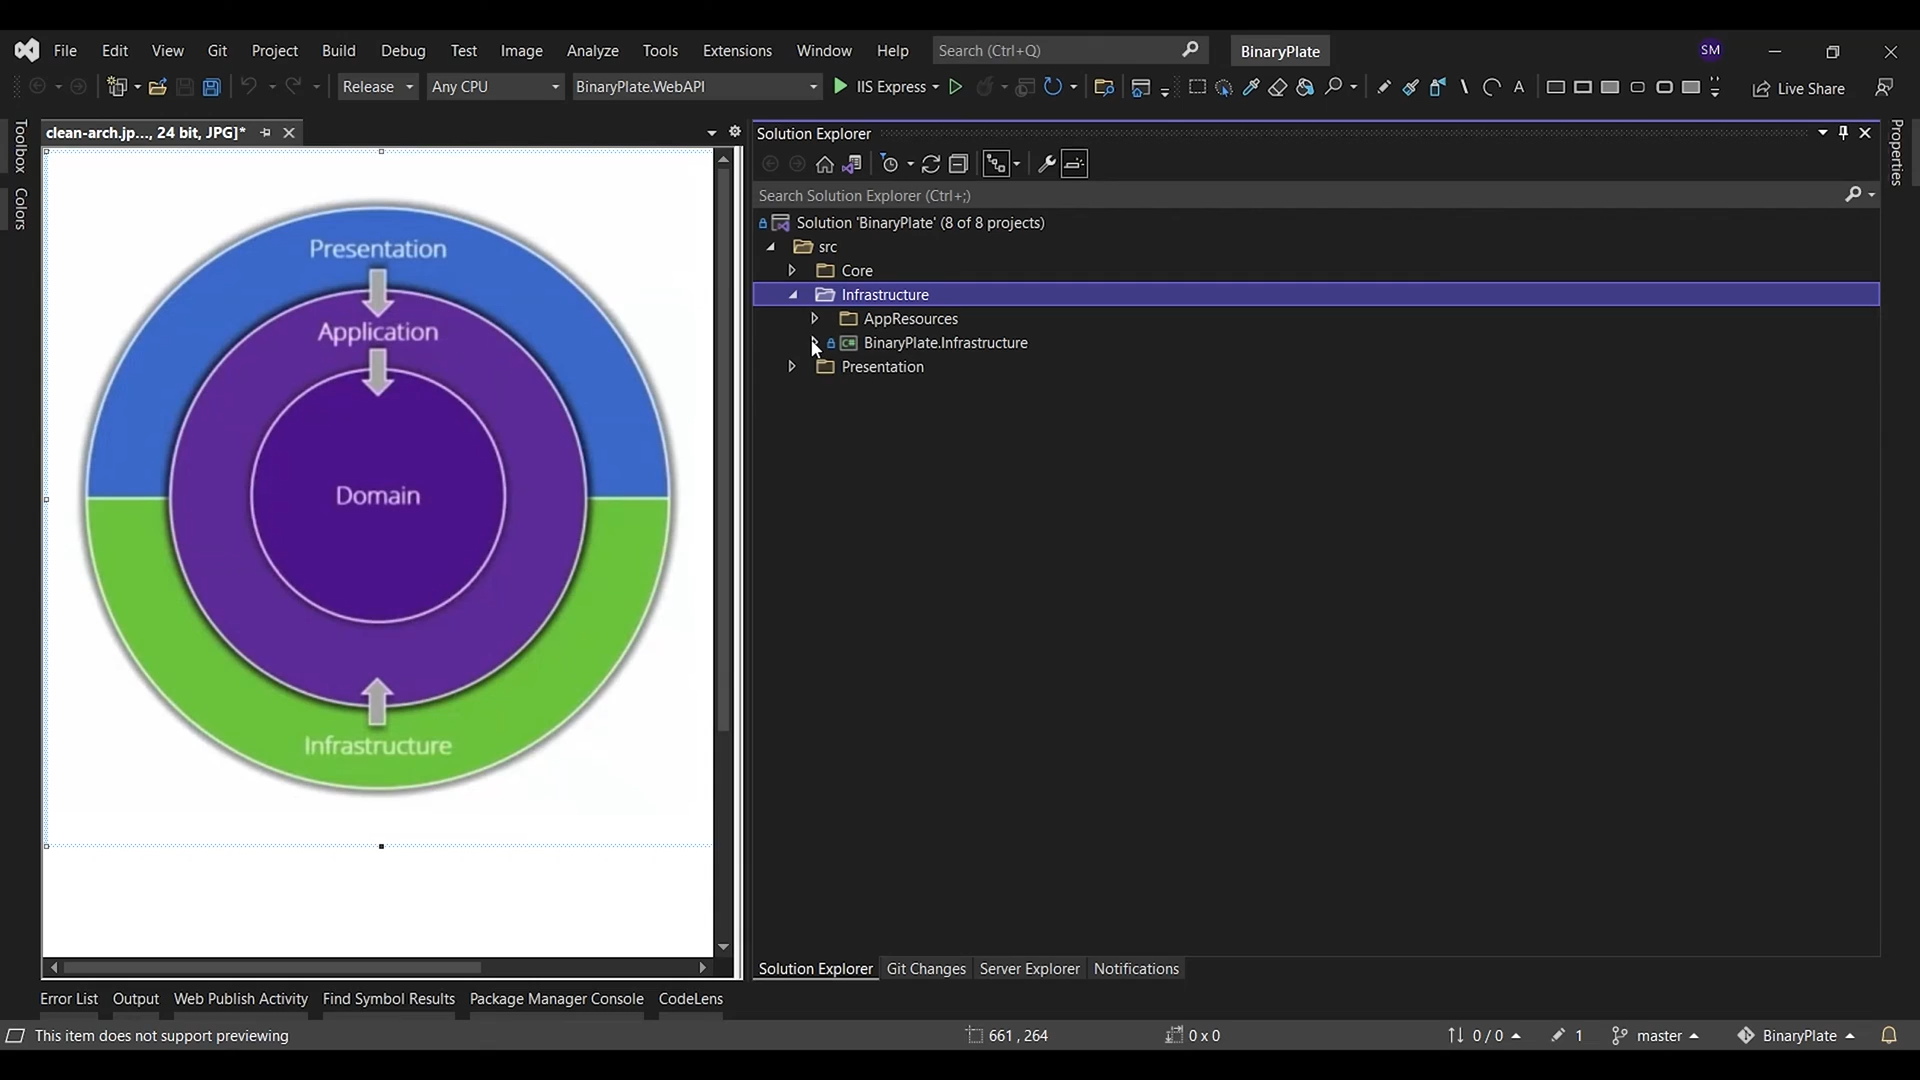 File Edit View Git Project Build Debug Test Image Analyze Tools Extensions Window Help Search (Ctrl+Q) BinaryPlate SM
Release Any CPU BinaryPlate.WebAPI IIS Express A Live Share
Toolbox
Colors
clean-arch.jp..., 24 bit, JPG]*
Presentation
Application
Domain
Infrastructure
Solution Explorer
Search Solution Explorer (Ctrl+;)
Solution 'BinaryPlate' (8 of 8 projects)
src
Core
Infrastructure
AppResources
C# BinaryPlate.Infrastructure
Presentation
Properties
Solution Explorer Git Changes Server Explorer Notifications
Error List Output Web Publish Activity Find Symbol Results Package Manager Console CodeLens
This item does not support previewing 661 , 264 0 x 0 0 / 0 1 master BinaryPlate